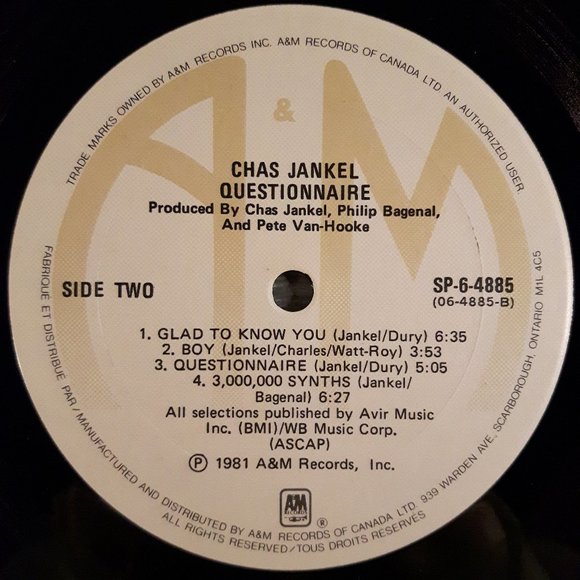 TRADE MARKS OWNED BY A&M RECORDS INC. A&M RECORDS OF CANADA LTD AN AUTHORIZED USER.
A&M
CHAS JANKEL
QUESTIONNAIRE
Produced By Chas Jankel, Philip Bagenal,
And Pete Van-Hooke
SIDE TWO
SP-6-4885
(06-4885-B)
1. GLAD TO KNOW YOU (Jankel/Dury) 6:35
2. BOY (Jankel/Charles/Watt-Roy) 3:53
3. QUESTIONNAIRE (Jankel/Dury) 5:05
4. 3,000,000 SYNTHS (Jankel/
Bagenal) 6:27
All selections published by Avir Music
Inc. (BMI)/WB Music Corp.
(ASCAP)
℗ 1981 A&M Records, Inc.
A&M
RECORDS
®
FABRIQUÉ ET DISTRIBUÉ PAR / MANUFACTURED AND DISTRIBUTED BY A&M RECORDS OF CANADA LTD. 939 WARDEN AVE, SCARBOROUGH, ONTARIO M1L 4C5
ALL RIGHTS RESERVED/TOUS DROITS RESERVÉS